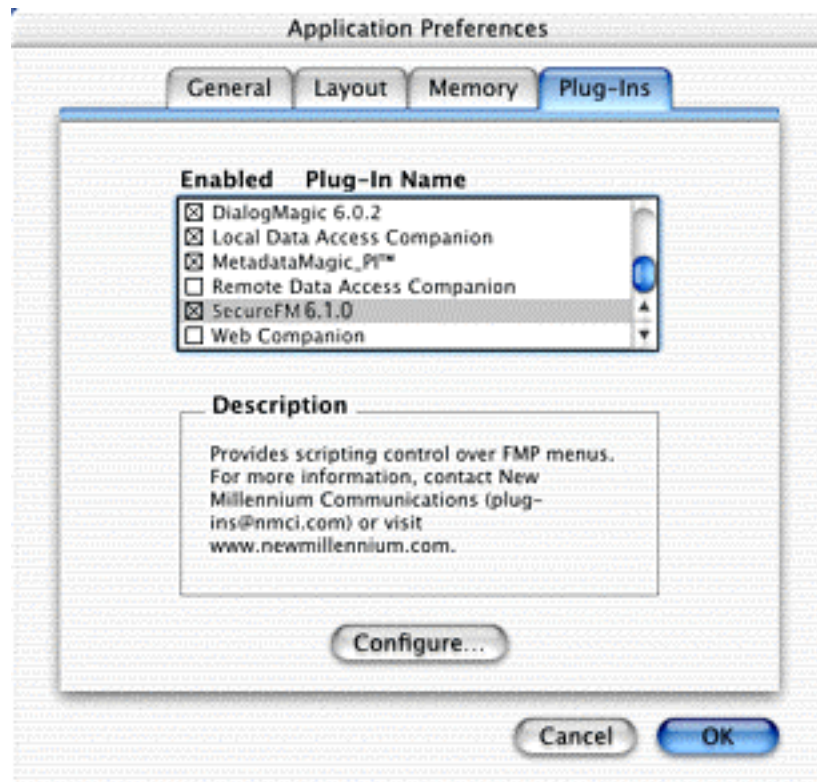 Application Preferences
General Layout Memory Plug-Ins
Enabled Plug-In Name
DialogMagic 6.0.2
Local Data Access Companion
MetadataMagic_PI™
Remote Data Access Companion
SecureFM 6.1.0
Web Companion
Description
Provides scripting control over FMP menus.
For more information, contact New
Millennium Communications (plug-
ins@nmci.com) or visit
www.newmillennium.com.
Configure...
Cancel OK